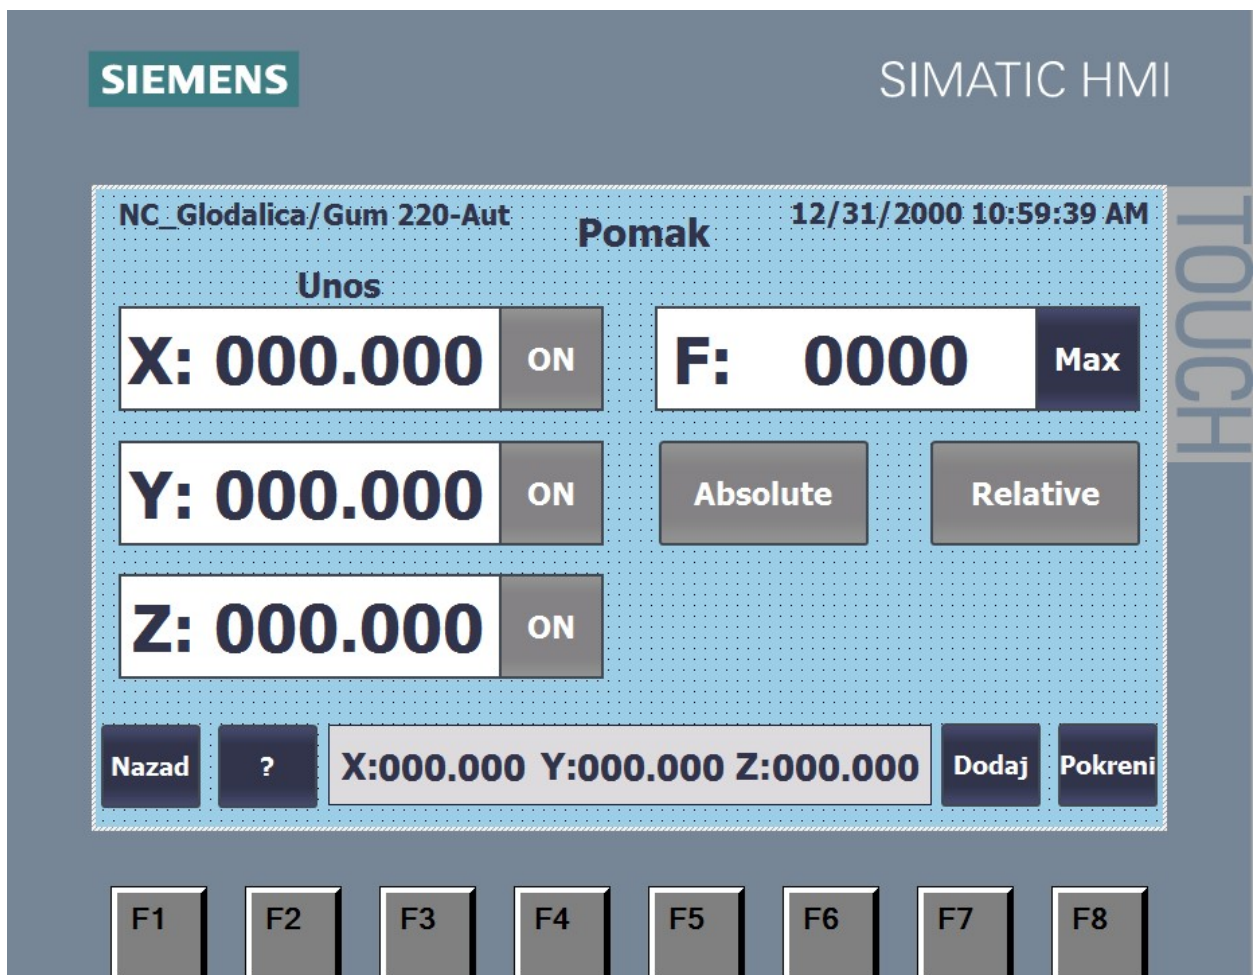 SIEMENS
SIMATIC HMI
TOUCH
NC_Glodalica/Gum 220-Aut
Pomak
12/31/2000 10:59:39 AM
Unos
X: 000.000 ON
F: 0000 Max
Y: 000.000 ON
Absolute
Relative
Z: 000.000 ON
Nazad
?
X:000.000 Y:000.000 Z:000.000
Dodaj
Pokreni
F1 F2 F3 F4 F5 F6 F7 F8